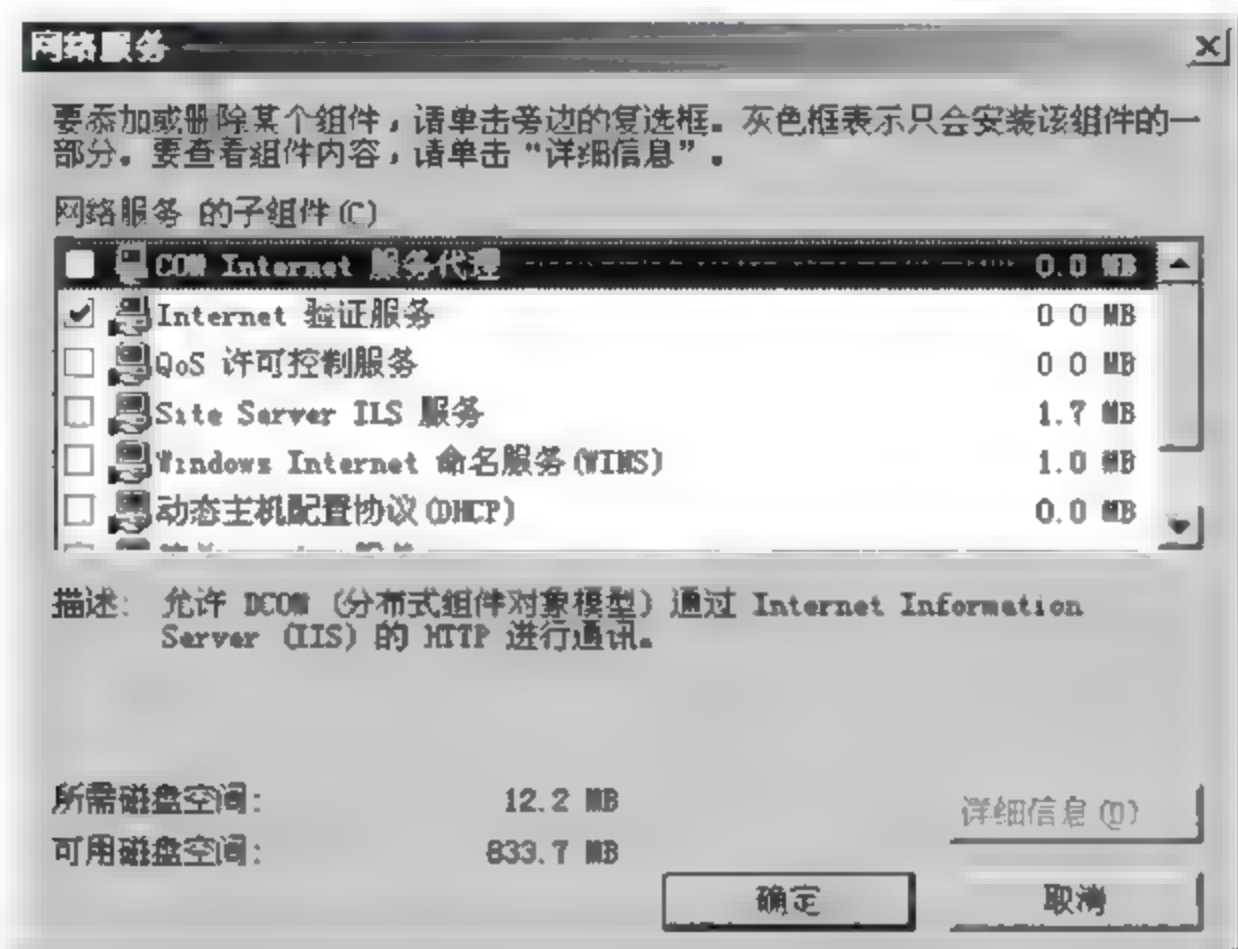 网络服务
要添加或删除某个组件，请单击旁边的复选框。灰色框表示只会安装该组件的一
部分。要查看组件内容，请单击“详细信息”。
网络服务 的子组件(C)
COM Internet 服务代理 0.0 MB
Internet 验证服务 0 0 MB
QoS 许可控制服务 0 0 MB
Site Server ILS 服务 1.7 MB
Windows Internet 命名服务(WINS) 1.0 MB
动态主机配置协议(DHCP) 0.0 MB
描述： 允许 DCOM (分布式组件对象模型) 通过 Internet Information
Server (IIS) 的 HTTP 进行通讯。
所需磁盘空间: 12.2 MB
详细信息(D)
可用磁盘空间: 833.7 MB
确定 取消